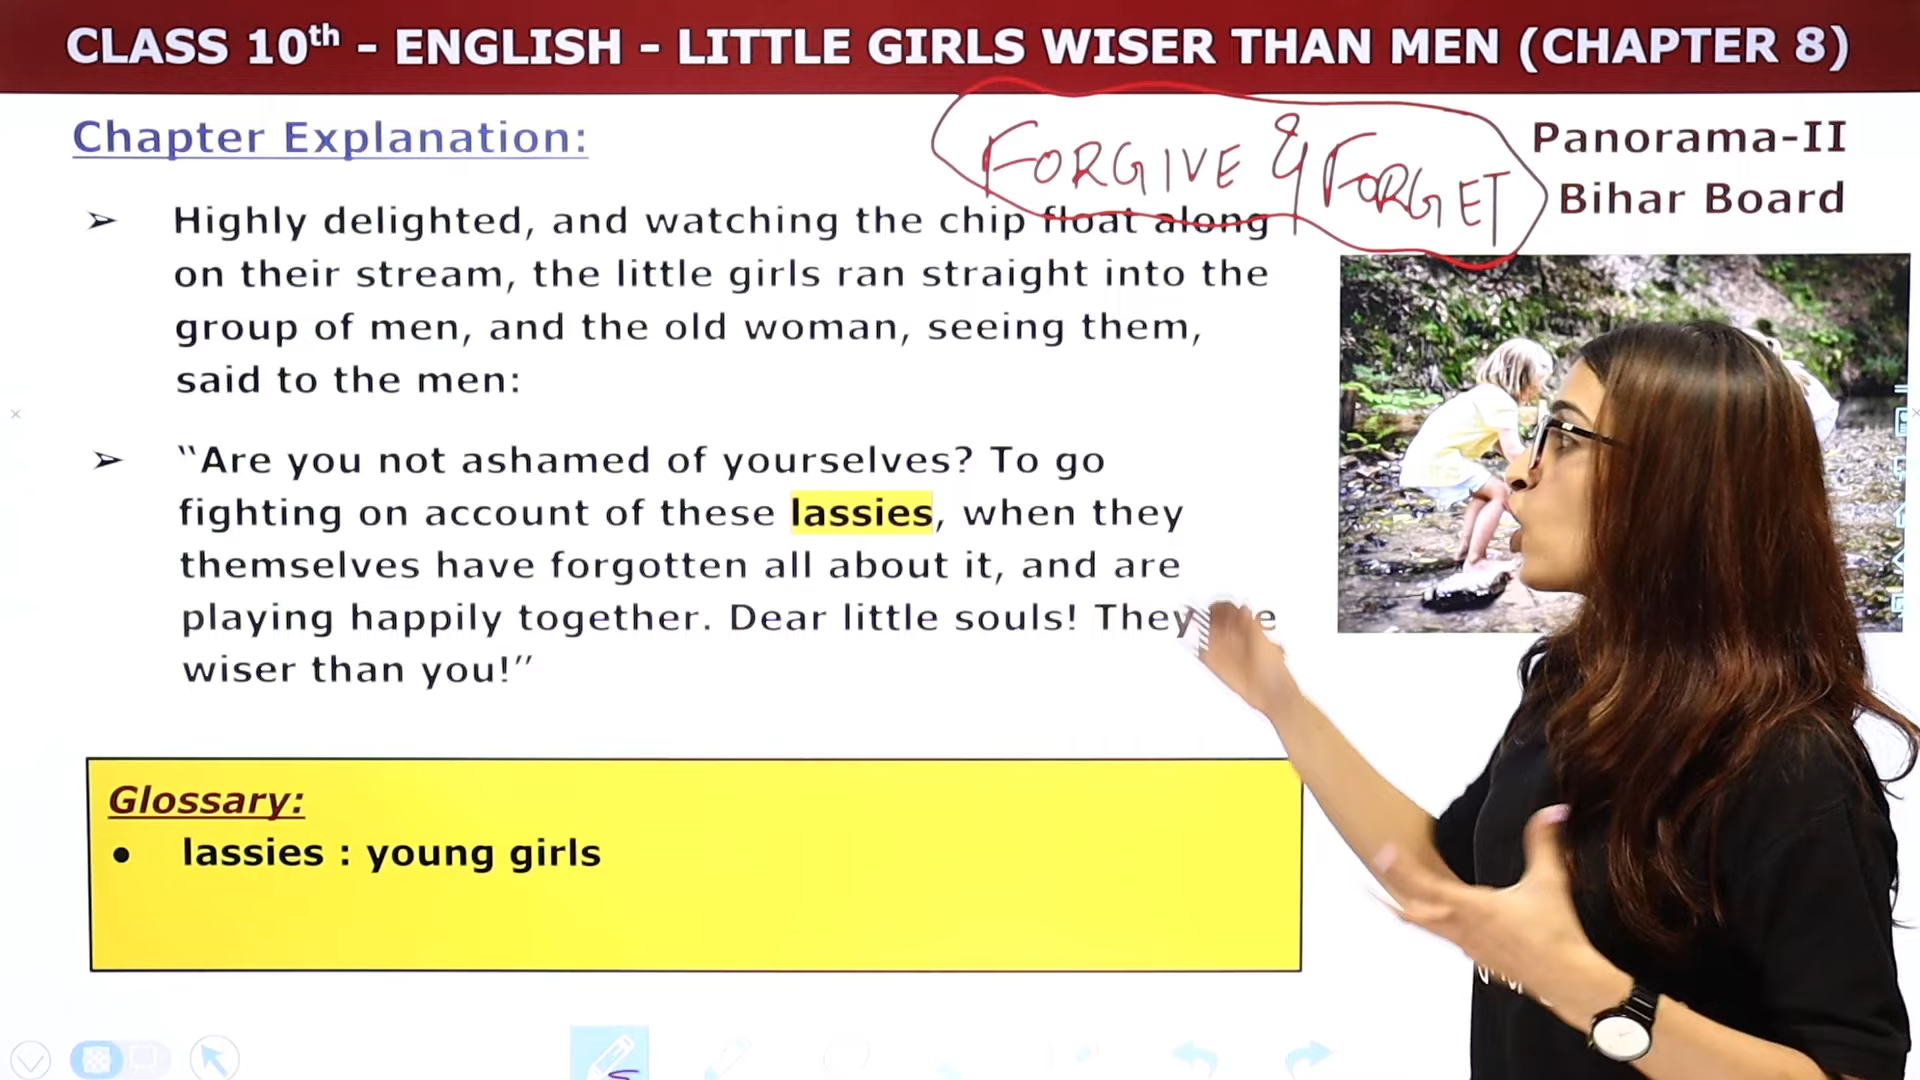 CLASS 10th - ENGLISH - LITTLE GIRLS WISER THAN MEN (CHAPTER 8)
Chapter Explanation:
FORGIVE & FORGET
Panorama-II
Bihar Board
➢ Highly delighted, and watching the chip float along
on their stream, the little girls ran straight into the
group of men, and the old woman, seeing them,
said to the men:
➢ "Are you not ashamed of yourselves? To go
fighting on account of these lassies, when they
themselves have forgotten all about it, and are
playing happily together. Dear little souls! They
wiser than you!"
Glossary:
● lassies : young girls